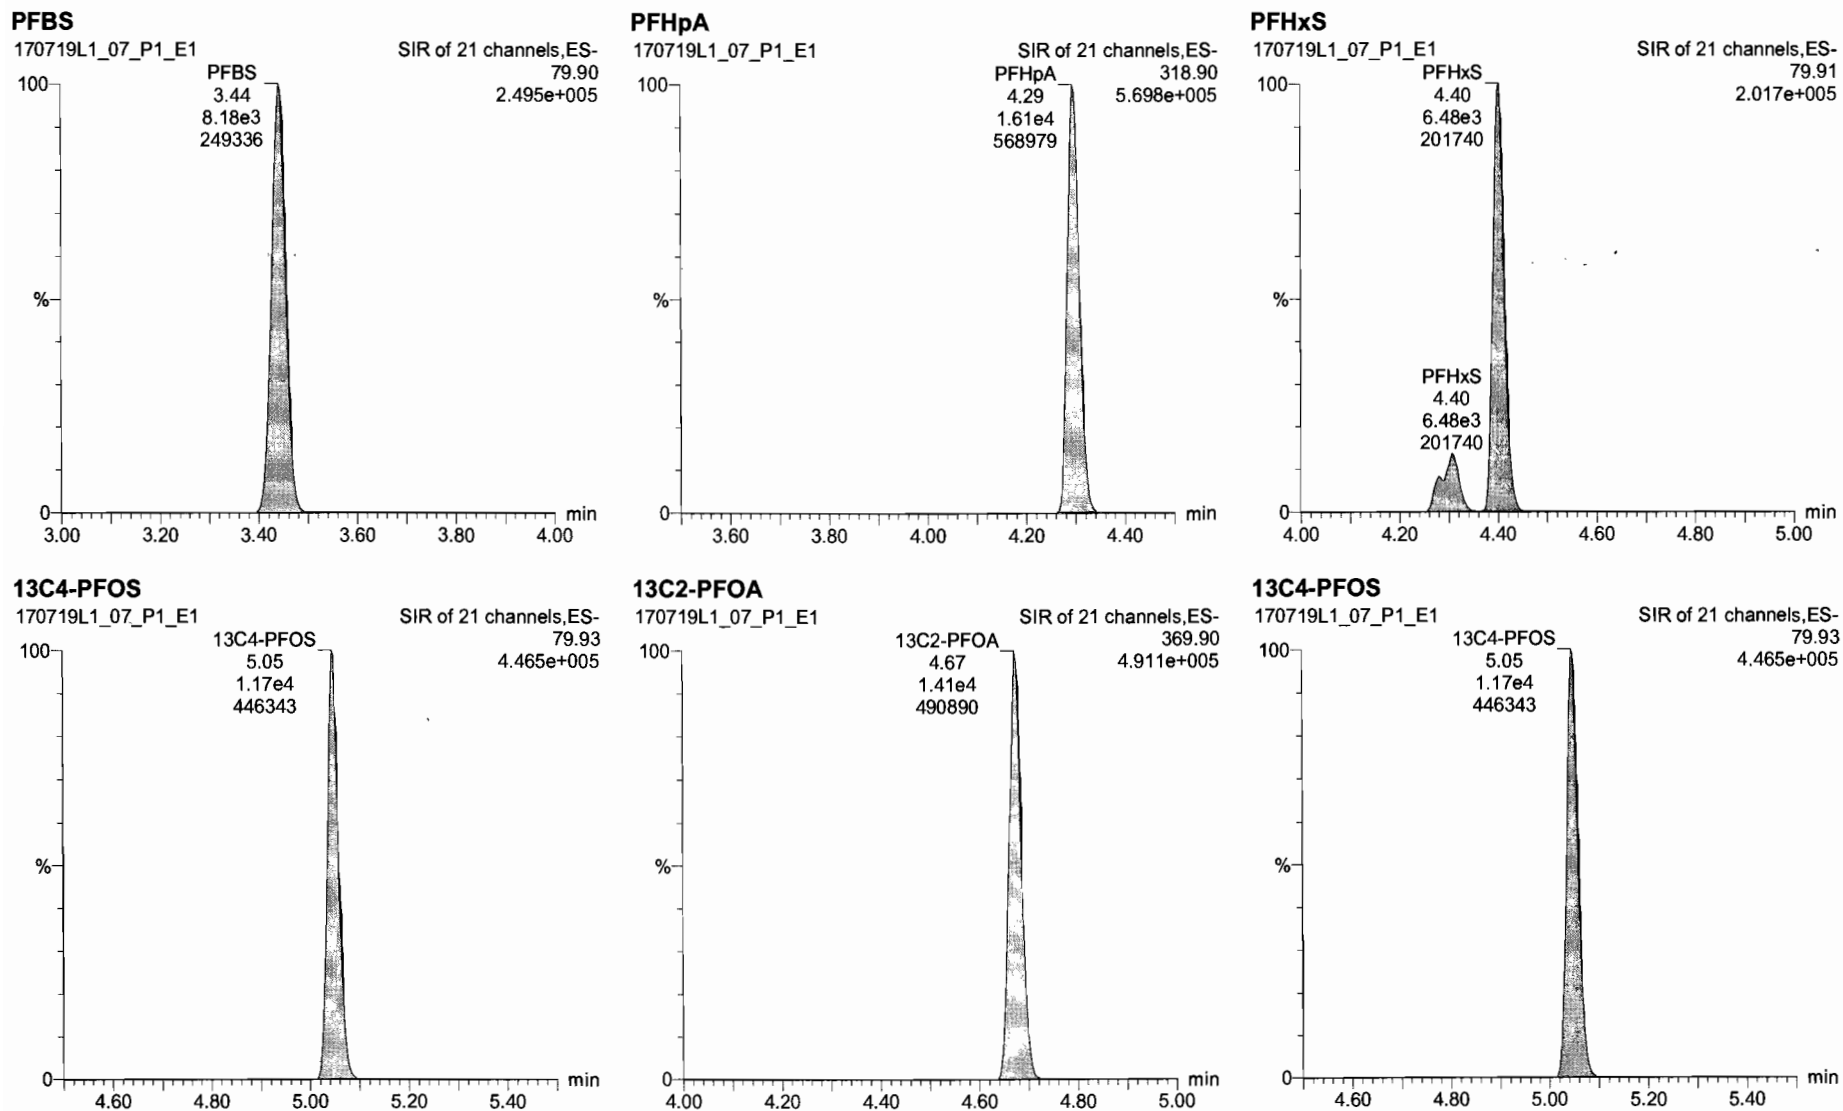 PFBS
170719L1_07_P1_E1
SIR of 21 channels,ES-
79.90
2.495e+005
PFBS
3.44
8.18e3
249336
100
%
0
3.00 3.20 3.40 3.60 3.80 4.00
min
PFHpA
170719L1_07_P1_E1
SIR of 21 channels,ES-
318.90
5.698e+005
PFHpA
4.29
1.61e4
568979
100
%
0
3.60 3.80 4.00 4.20 4.40
min
PFHxS
170719L1_07_P1_E1
SIR of 21 channels,ES-
79.91
2.017e+005
PFHxS
4.40
6.48e3
201740
PFHxS
4.40
6.48e3
201740
100
%
0
4.00 4.20 4.40 4.60 4.80 5.00
min
13C4-PFOS
170719L1_07_P1_E1
SIR of 21 channels,ES-
79.93
4.465e+005
13C4-PFOS
5.05
1.17e4
446343
100
%
0
4.60 4.80 5.00 5.20 5.40
min
13C2-PFOA
170719L1_07_P1_E1
SIR of 21 channels,ES-
369.90
4.911e+005
13C2-PFOA
4.67
1.41e4
490890
100
%
0
4.00 4.20 4.40 4.60 4.80 5.00
min
13C4-PFOS
170719L1_07_P1_E1
SIR of 21 channels,ES-
79.93
4.465e+005
13C4-PFOS
5.05
1.17e4
446343
100
%
0
4.60 4.80 5.00 5.20 5.40
min